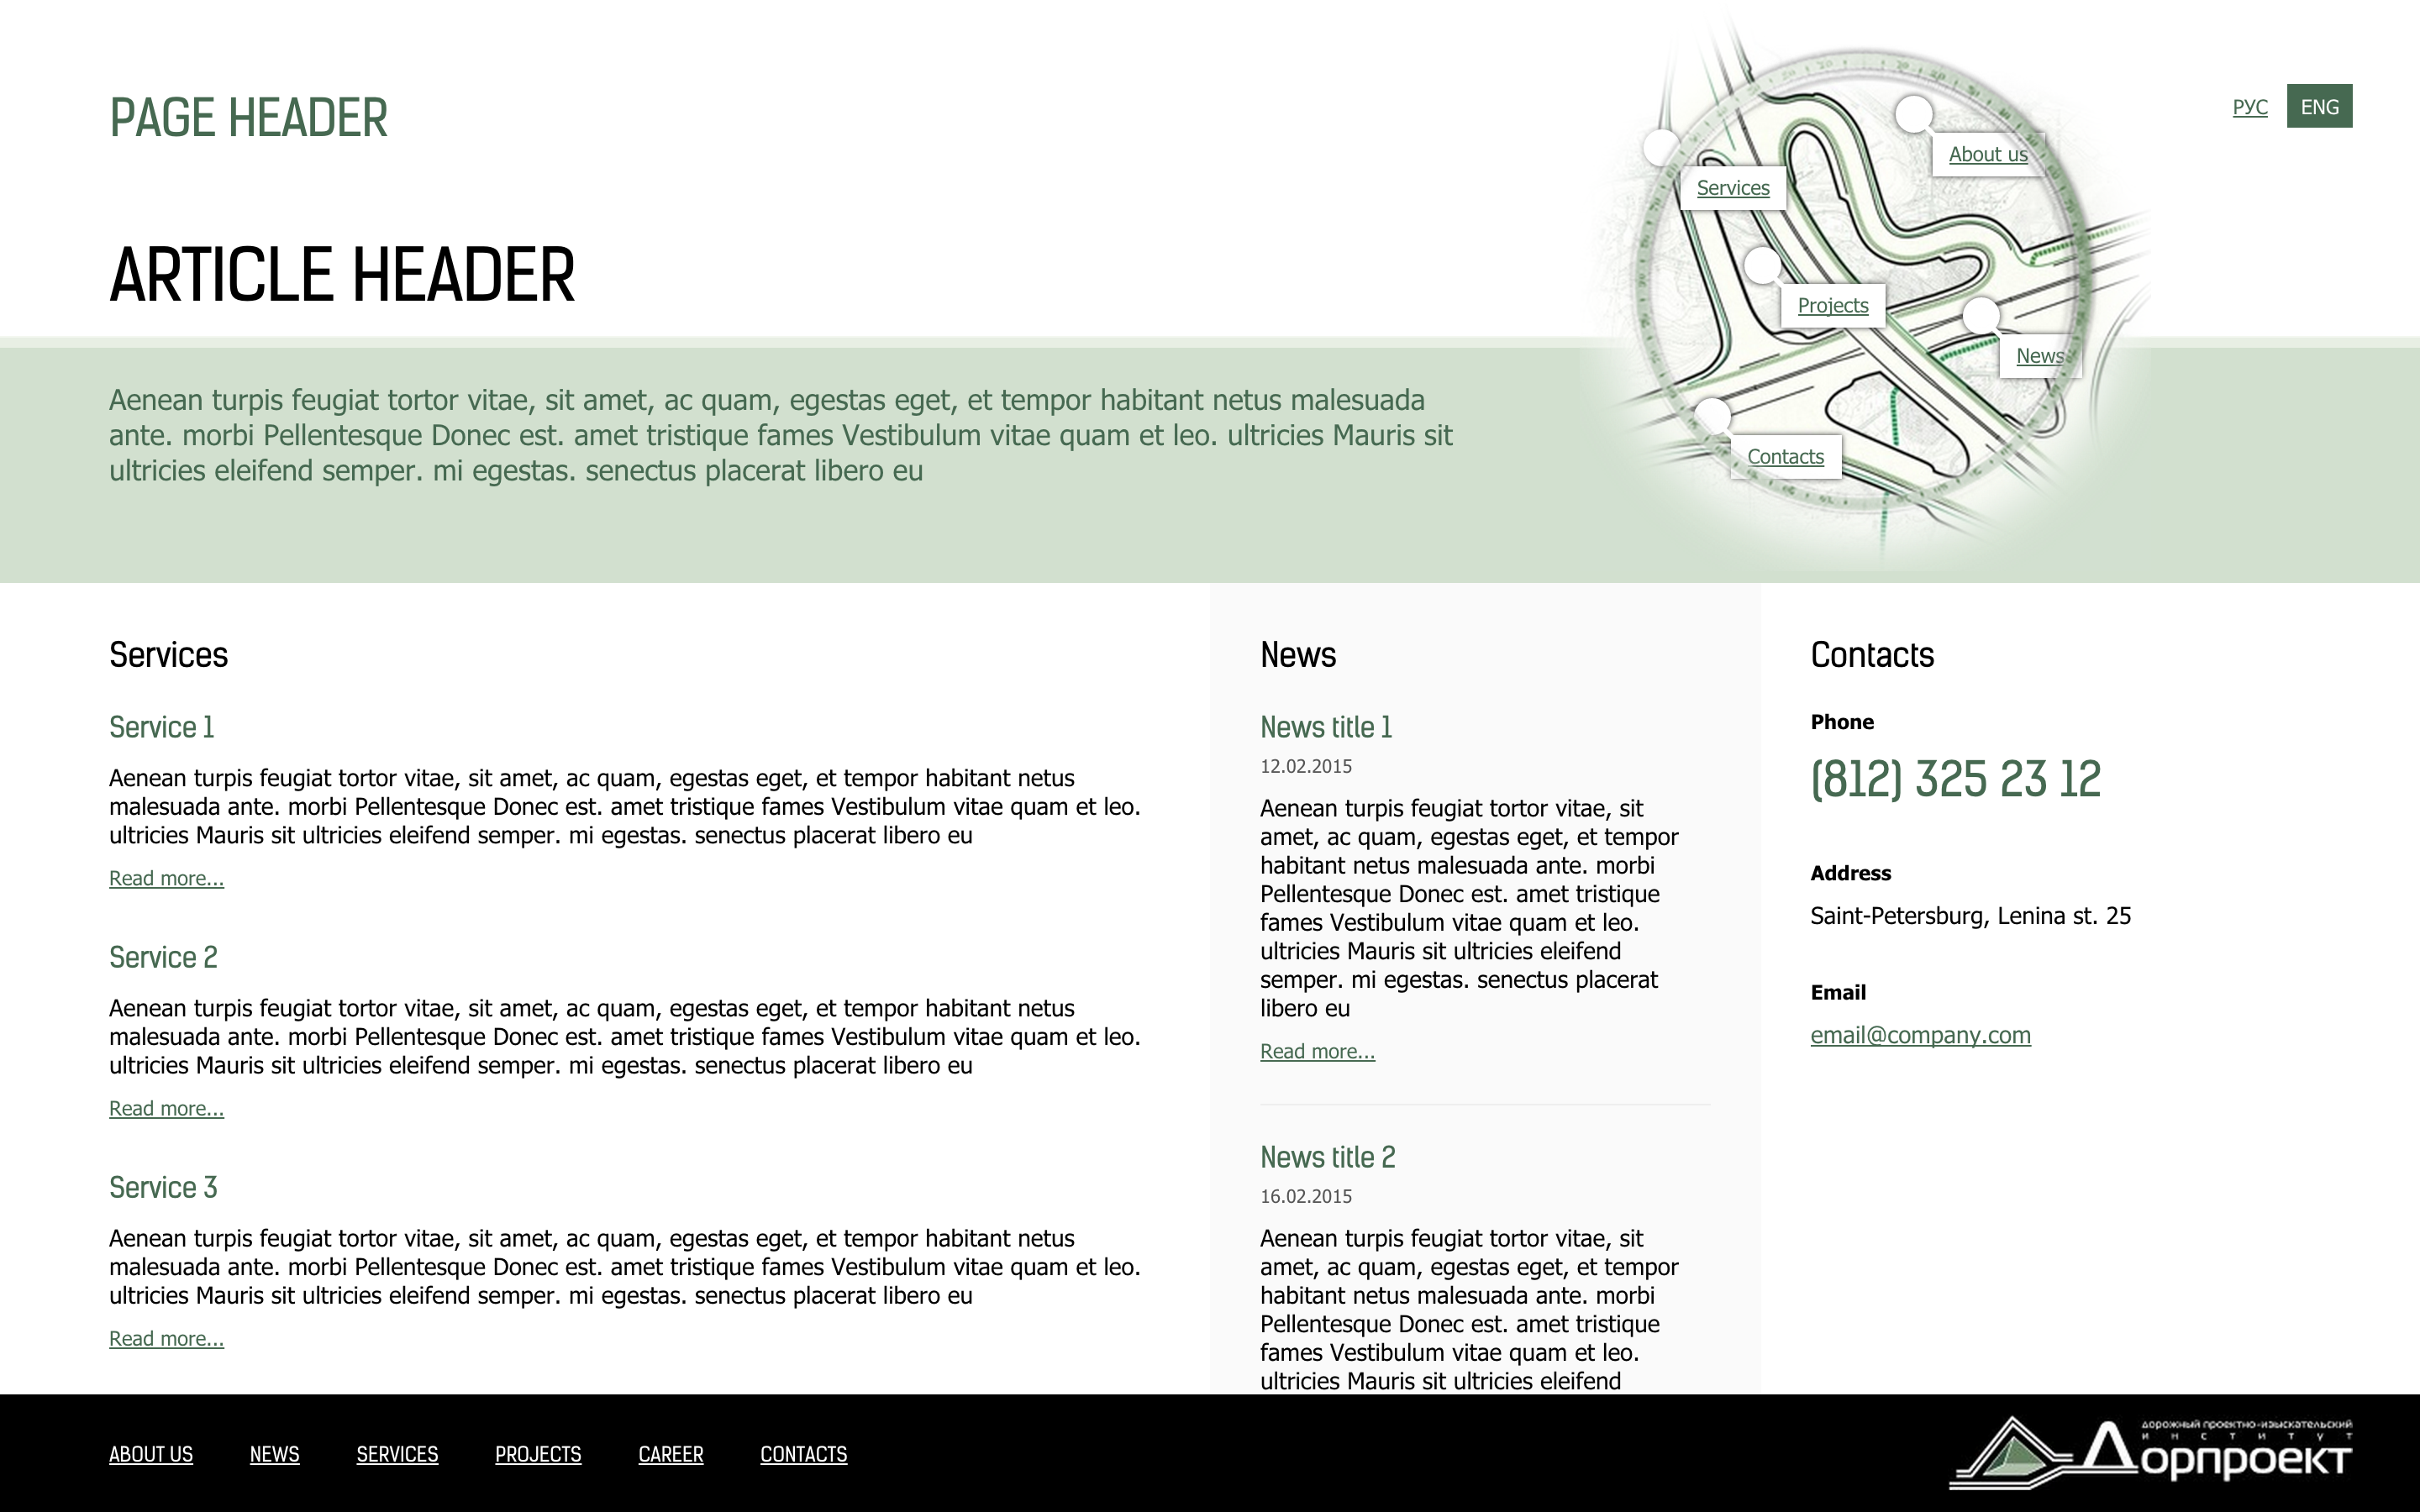 PAGE HEADER
РУС
ENG
About us
Services
Projects
News
Contacts
ARTICLE HEADER
Aenean turpis feugiat tortor vitae, sit amet, ac quam, egestas eget, et tempor habitant netus malesuada
ante. morbi Pellentesque Donec est. amet tristique fames Vestibulum vitae quam et leo. ultricies Mauris sit
ultricies eleifend semper. mi egestas. senectus placerat libero eu
Services
Service 1
Aenean turpis feugiat tortor vitae, sit amet, ac quam, egestas eget, et tempor habitant netus
malesuada ante. morbi Pellentesque Donec est. amet tristique fames Vestibulum vitae quam et leo.
ultricies Mauris sit ultricies eleifend semper. mi egestas. senectus placerat libero eu
Read more...
Service 2
Aenean turpis feugiat tortor vitae, sit amet, ac quam, egestas eget, et tempor habitant netus
malesuada ante. morbi Pellentesque Donec est. amet tristique fames Vestibulum vitae quam et leo.
ultricies Mauris sit ultricies eleifend semper. mi egestas. senectus placerat libero eu
Read more...
Service 3
Aenean turpis feugiat tortor vitae, sit amet, ac quam, egestas eget, et tempor habitant netus
malesuada ante. morbi Pellentesque Donec est. amet tristique fames Vestibulum vitae quam et leo.
ultricies Mauris sit ultricies eleifend semper. mi egestas. senectus placerat libero eu
Read more...
News
News title 1
12.02.2015
Aenean turpis feugiat tortor vitae, sit
amet, ac quam, egestas eget, et tempor
habitant netus malesuada ante. morbi
Pellentesque Donec est. amet tristique
fames Vestibulum vitae quam et leo.
ultricies Mauris sit ultricies eleifend
semper. mi egestas. senectus placerat
libero eu
Read more...
News title 2
16.02.2015
Aenean turpis feugiat tortor vitae, sit
amet, ac quam, egestas eget, et tempor
habitant netus malesuada ante. morbi
Pellentesque Donec est. amet tristique
fames Vestibulum vitae quam et leo.
ultricies Mauris sit ultricies eleifend
Contacts
Phone
(812) 325 23 12
Address
Saint-Petersburg, Lenina st. 25
Email
email@company.com
ABOUT US
NEWS
SERVICES
PROJECTS
CAREER
CONTACTS
дорожный проектно-изыскательский
институт
Дорпроект